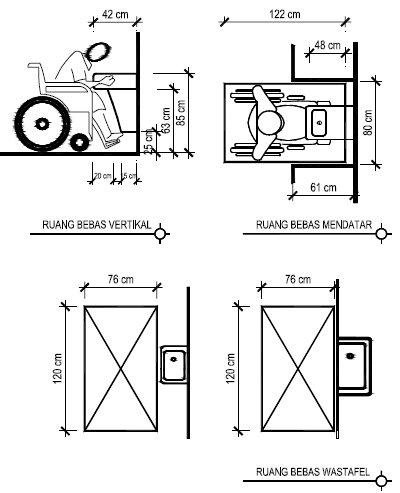 42 cm
122 cm
48 cm
25 cm
63 cm
85 cm
80 cm
20 cm
15 cm
61 cm
RUANG BEBAS VERTIKAL
RUANG BEBAS MENDATAR
76 cm
76 cm
120 cm
120 cm
RUANG BEBAS WASTAFEL